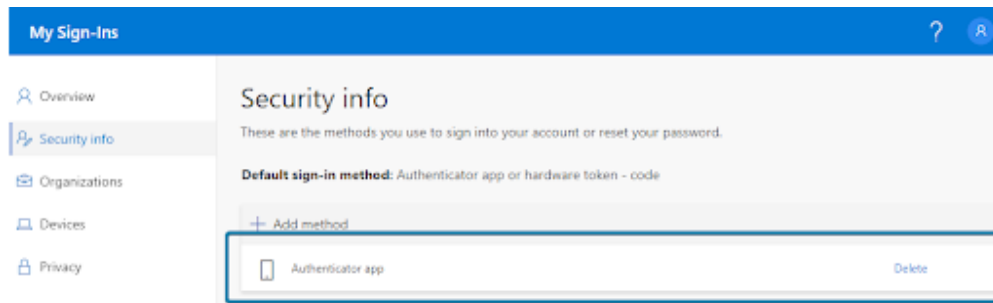 My Sign-Ins
?
Overview
Security info
Organizations
Devices
Privacy
Security info
These are the methods you use to sign into your account or reset your password.
Default sign-in method: Authenticator app or hardware token - code
+ Add method
Authenticator app
Delete